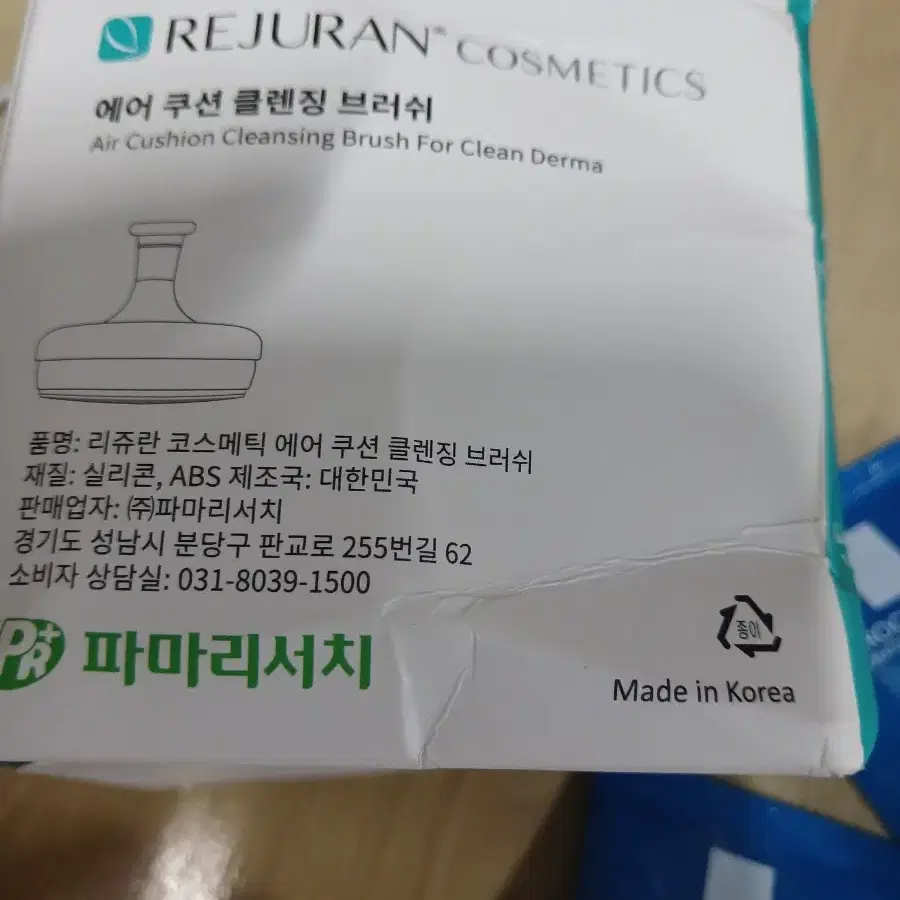 REJURAN® COSMETICS
에어 쿠션 클렌징 브러쉬
Air Cushion Cleansing Brush For Clean Derma
품명: 리쥬란 코스메틱 에어 쿠션 클렌징 브러쉬
재질: 실리콘, ABS 제조국: 대한민국
판매업자: ㈜파마리서치
경기도 성남시 분당구 판교로 255번길 62
소비자 상담실: 031-8039-1500
PR 파마리서치
종이
Made in Korea